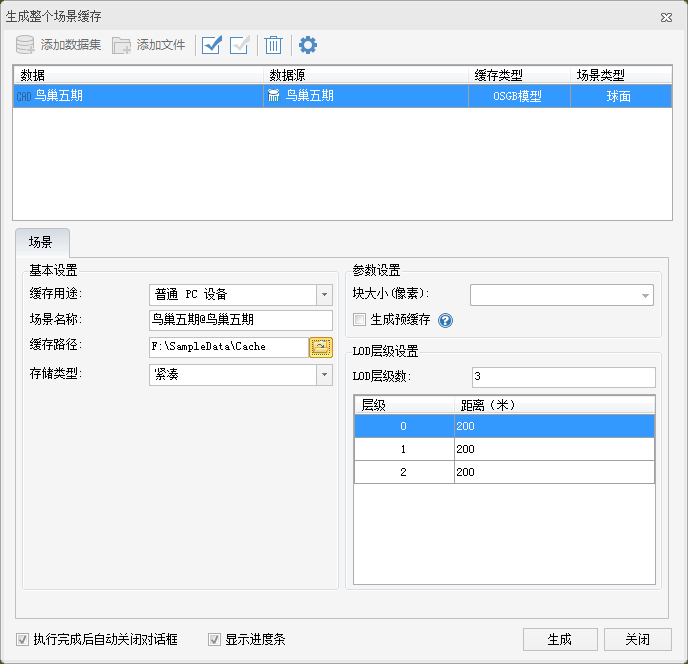 生成整个场景缓存
添加数据集 添加文件
数据 数据源 缓存类型 场景类型
CAD 鸟巢五期 鸟巢五期 OSGB模型 球面
场景
基本设置
缓存用途: 普通 PC 设备
场景名称: 鸟巢五期@鸟巢五期
缓存路径: F:\SampleData\Cache
存储类型: 紧凑
参数设置
块大小(像素):
生成预缓存
LOD层级设置
LOD层级数: 3
层级 距离（米）
0 200
1 200
2 200
执行完成后自动关闭对话框 显示进度条 生成 关闭